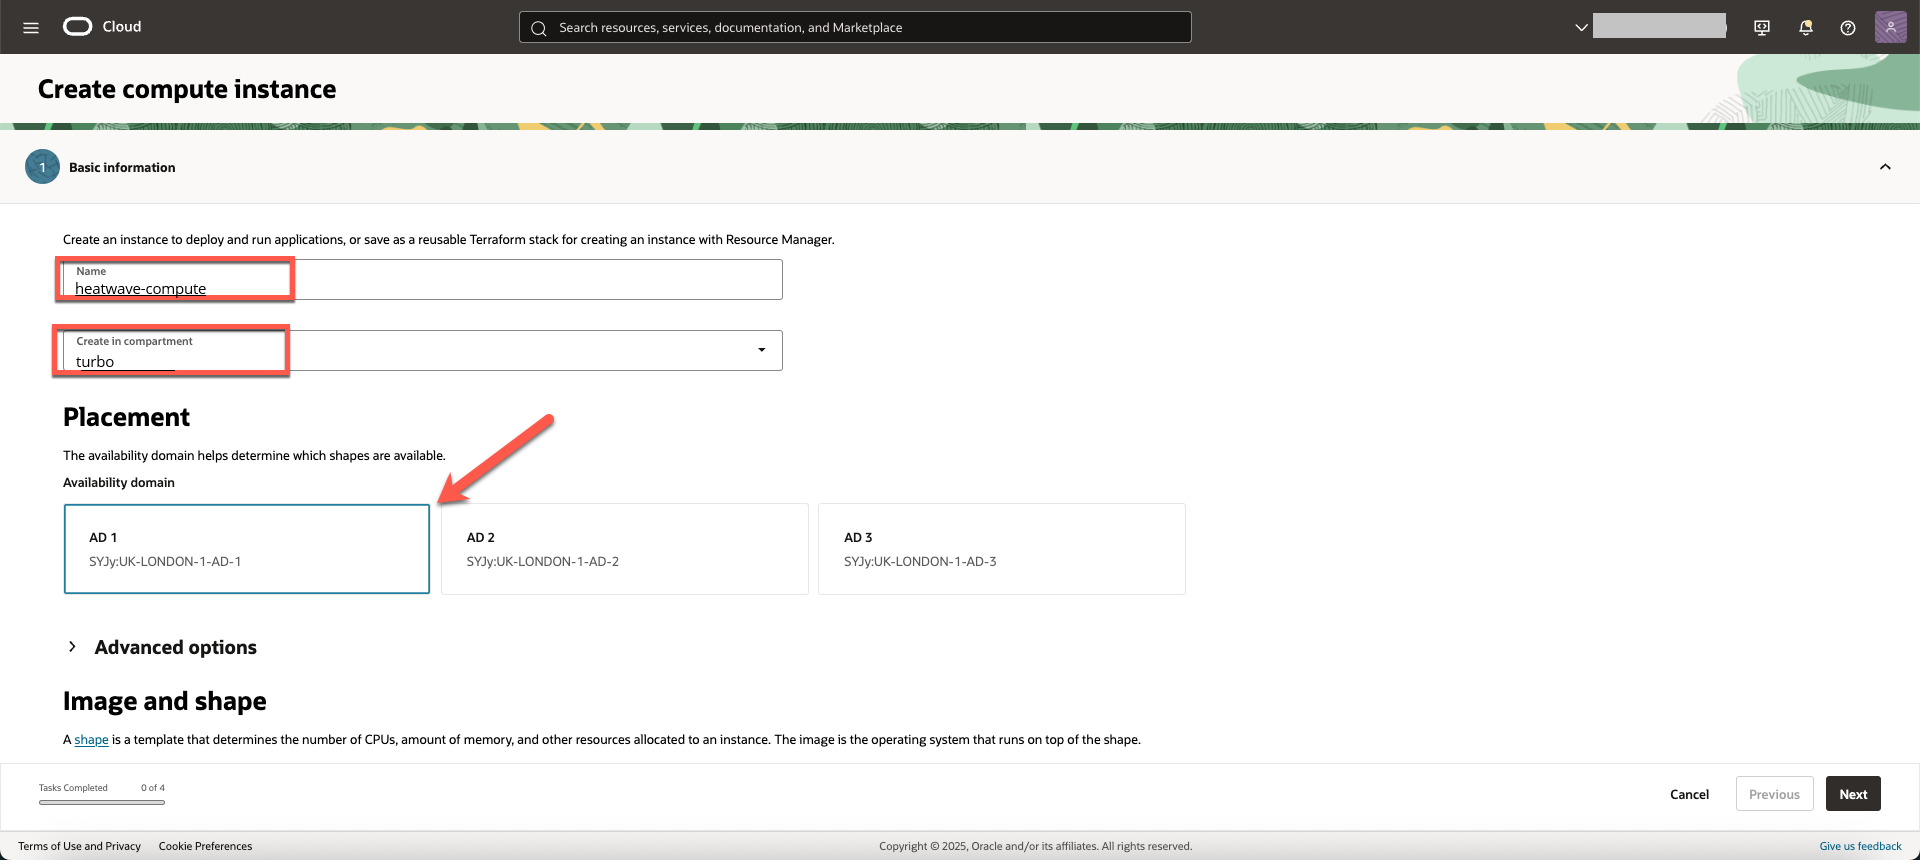 Cloud
Search resources, services, documentation, and Marketplace
Create compute instance
1
Basic information
Create an instance to deploy and run applications, or save as a reusable Terraform stack for creating an instance with Resource Manager.
Name
heatwave-compute
Create in compartment
turbo
Placement
The availability domain helps determine which shapes are available.
Availability domain
AD 1
SYJy:UK-LONDON-1-AD-1
AD 2
SYJy:UK-LONDON-1-AD-2
AD 3
SYJy:UK-LONDON-1-AD-3
Advanced options
Image and shape
A shape is a template that determines the number of CPUs, amount of memory, and other resources allocated to an instance. The image is the operating system that runs on top of the shape.
Tasks Completed 0 of 4
Cancel
Previous
Next
Terms of Use and Privacy
Cookie Preferences
Copyright © 2025, Oracle and/or its affiliates. All rights reserved.
Give us feedback